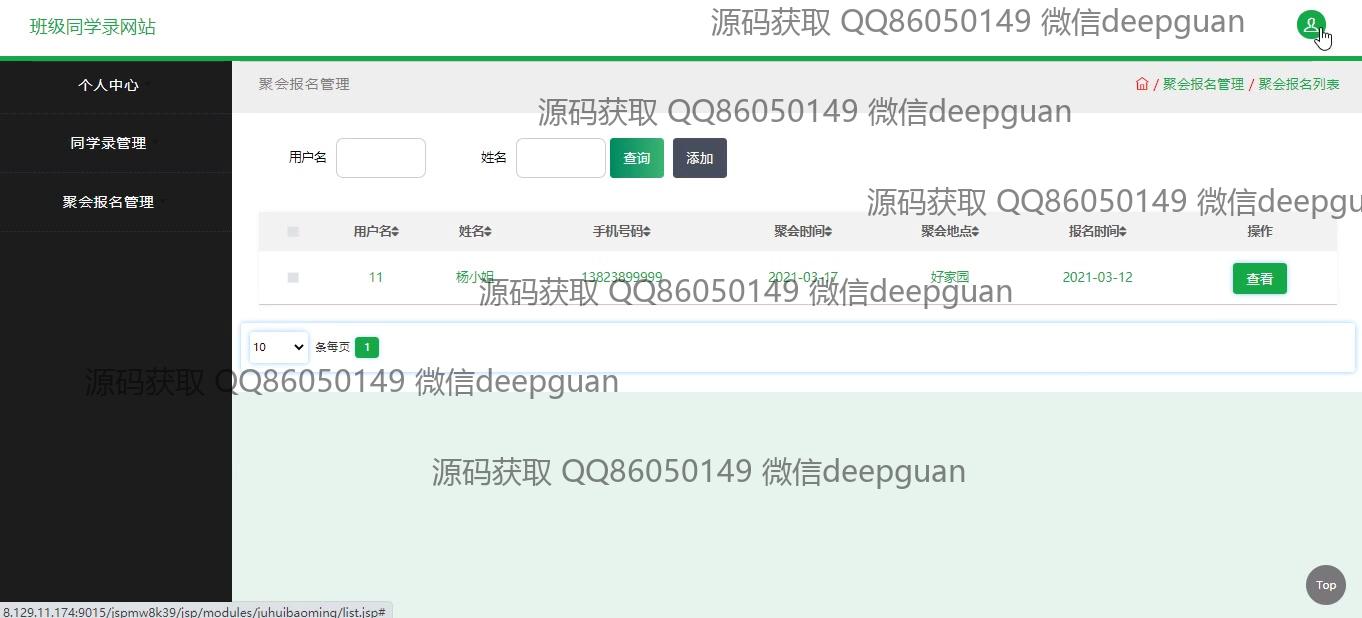 班级同学录网站
源码获取 QQ86050149 微信deepguan
个人中心
聚会报名管理
/ 聚会报名管理 / 聚会报名列表
源码获取 QQ86050149 微信deepguan
同学录管理
用户名
姓名
查询
添加
聚会报名管理
源码获取 QQ86050149 微信deepgu
用户名 姓名 手机号码 聚会时间 聚会地点 报名时间 操作
11 杨小姐 13823899999 2021-03-17 好家园 2021-03-12 查看
源码获取 QQ86050149 微信deepguan
10 条每页 1
源码获取 QQ86050149 微信deepguan
源码获取 QQ86050149 微信deepguan
Top
8.129.11.174:9015/jspmw8k39/jsp/modules/juhuibaoming/list.jsp#